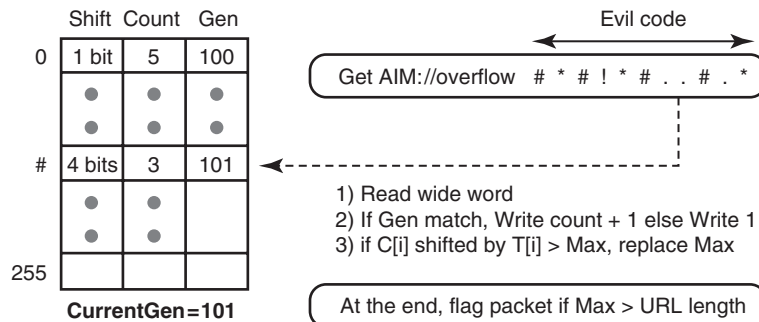 Shift Count Gen
Evil code
0 1 bit 5 100
Get AIM://overflow # * # ! * # . . # . *
# 4 bits 3 101
1) Read wide word
2) If Gen match, Write count + 1 else Write 1
3) if C[i] shifted by T[i] > Max, replace Max
255
CurrentGen=101
At the end, flag packet if Max > URL length